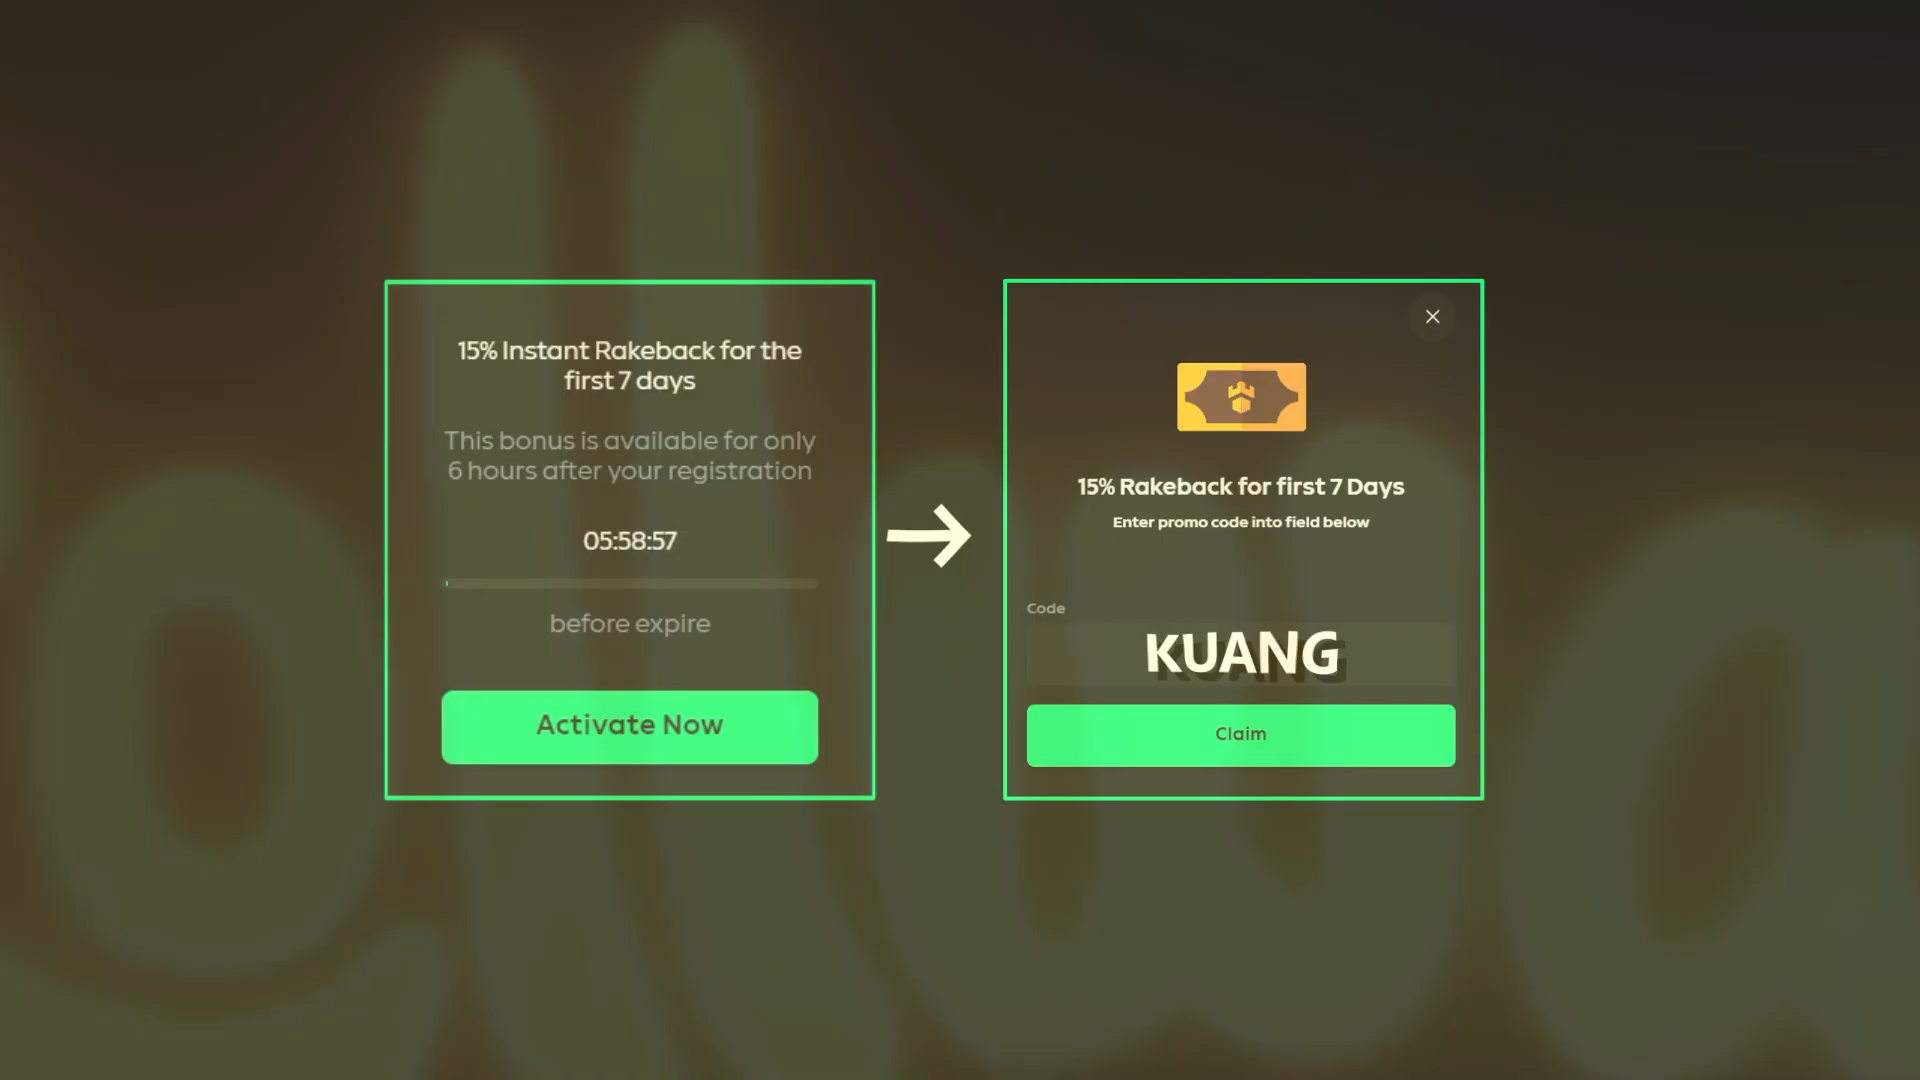 15% Instant Rakeback for the
first 7 days
This bonus is available for only
6 hours after your registration
05:58:57
before expire
Activate Now
15% Rakeback for first 7 Days
Enter promo code into field below
Code
KUANG
Claim